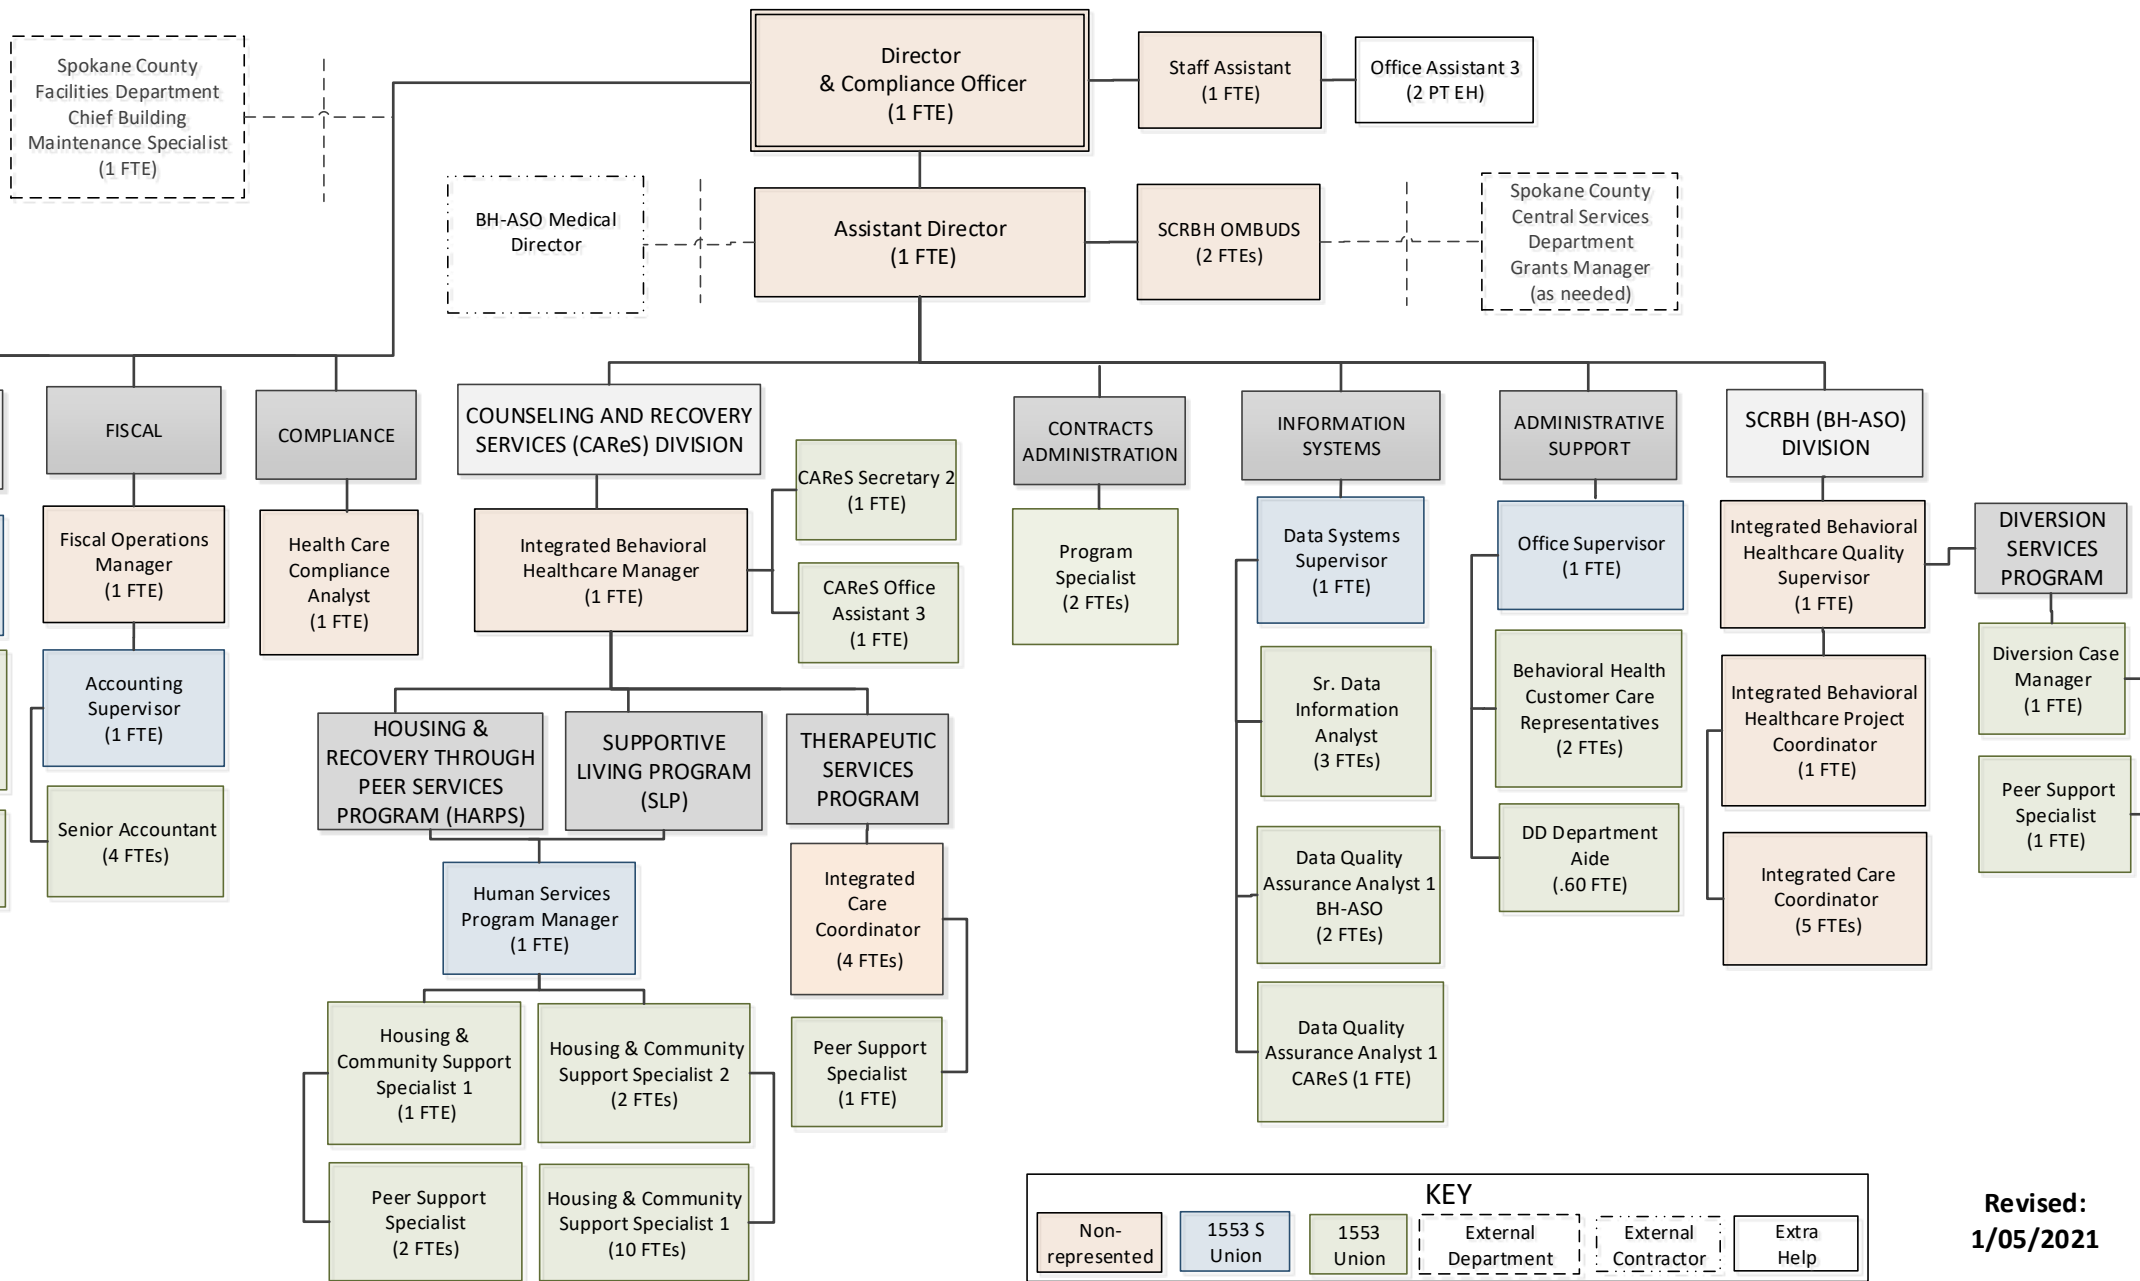 Director
& Compliance Officer
(1 FTE)
Staff Assistant
(1 FTE)
Office Assistant 3
(2 PT EH)
Spokane County
Facilities Department
Chief Building
Maintenance Specialist
(1 FTE)
BH-ASO Medical
Director
Assistant Director
(1 FTE)
SCRBH OMBUDS
(2 FTEs)
Spokane County
Central Services
Department
Grants Manager
(as needed)
FISCAL
Fiscal Operations
Manager
(1 FTE)
Accounting
Supervisor
(1 FTE)
Senior Accountant
(4 FTEs)
COMPLIANCE
Health Care
Compliance
Analyst
(1 FTE)
COUNSELING AND RECOVERY
SERVICES (CAReS) DIVISION
Integrated Behavioral
Healthcare Manager
(1 FTE)
CAReS Secretary 2
(1 FTE)
CAReS Office
Assistant 3
(1 FTE)
HOUSING &
RECOVERY THROUGH
PEER SERVICES
PROGRAM (HARPS)
SUPPORTIVE
LIVING PROGRAM
(SLP)
THERAPEUTIC
SERVICES
PROGRAM
Human Services
Program Manager
(1 FTE)
Housing &
Community Support
Specialist 1
(1 FTE)
Peer Support
Specialist
(2 FTEs)
Housing & Community
Support Specialist 2
(2 FTEs)
Housing & Community
Support Specialist 1
(10 FTEs)
Integrated
Care
Coordinator
(4 FTEs)
Peer Support
Specialist
(1 FTE)
CONTRACTS
ADMINISTRATION
Program
Specialist
(2 FTEs)
INFORMATION
SYSTEMS
Data Systems
Supervisor
(1 FTE)
Sr. Data
Information
Analyst
(3 FTEs)
Data Quality
Assurance Analyst 1
BH-ASO
(2 FTEs)
Data Quality
Assurance Analyst 1
CAReS (1 FTE)
ADMINISTRATIVE
SUPPORT
Office Supervisor
(1 FTE)
Behavioral Health
Customer Care
Representatives
(2 FTEs)
DD Department
Aide
(.60 FTE)
SCRBH (BH-ASO)
DIVISION
Integrated Behavioral
Healthcare Quality
Supervisor
(1 FTE)
Integrated Behavioral
Healthcare Project
Coordinator
(1 FTE)
Integrated Care
Coordinator
(5 FTEs)
DIVERSION
SERVICES
PROGRAM
Diversion Case
Manager
(1 FTE)
Peer Support
Specialist
(1 FTE)
KEY
Non-
represented
1553 S
Union
1553
Union
External
Department
External
Contractor
Extra
Help
Revised:
1/05/2021